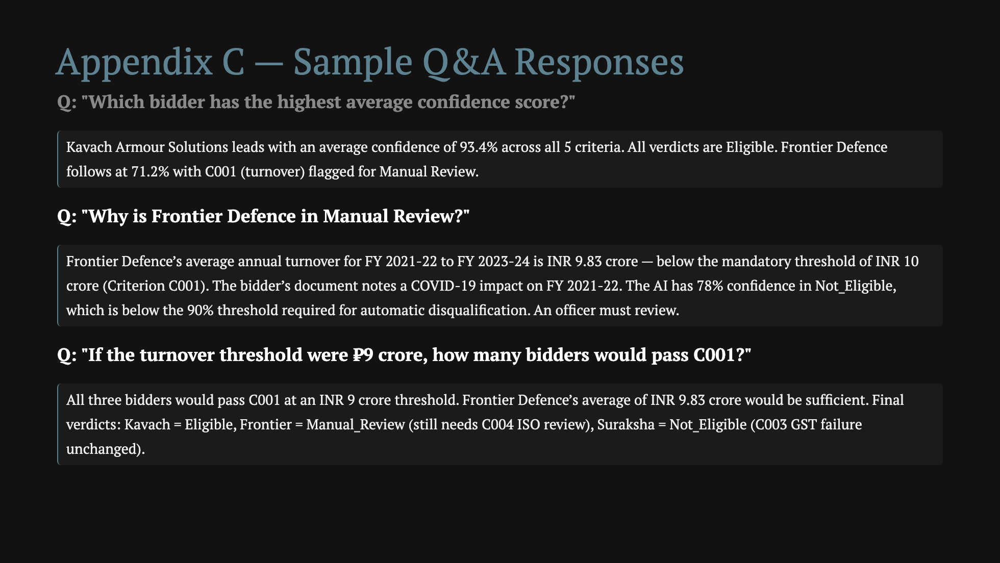 Appendix C — Sample Q&A Responses
Q: "Which bidder has the highest average confidence score?"
Kavach Armour Solutions leads with an average confidence of 93.4% across all 5 criteria. All verdicts are Eligible. Frontier Defence
follows at 71.2% with C001 (turnover) flagged for Manual Review.
Q: "Why is Frontier Defence in Manual Review?"
Frontier Defence’s average annual turnover for FY 2021-22 to FY 2023-24 is INR 9.83 crore — below the mandatory threshold of INR 10
crore (Criterion C001). The bidder’s document notes a COVID-19 impact on FY 2021-22. The AI has 78% confidence in Not_Eligible,
which is below the 90% threshold required for automatic disqualification. An officer must review.
Q: "If the turnover threshold were ₽9 crore, how many bidders would pass C001?"
All three bidders would pass C001 at an INR 9 crore threshold. Frontier Defence’s average of INR 9.83 crore would be sufficient. Final
verdicts: Kavach = Eligible, Frontier = Manual_Review (still needs C004 ISO review), Suraksha = Not_Eligible (C003 GST failure
unchanged).